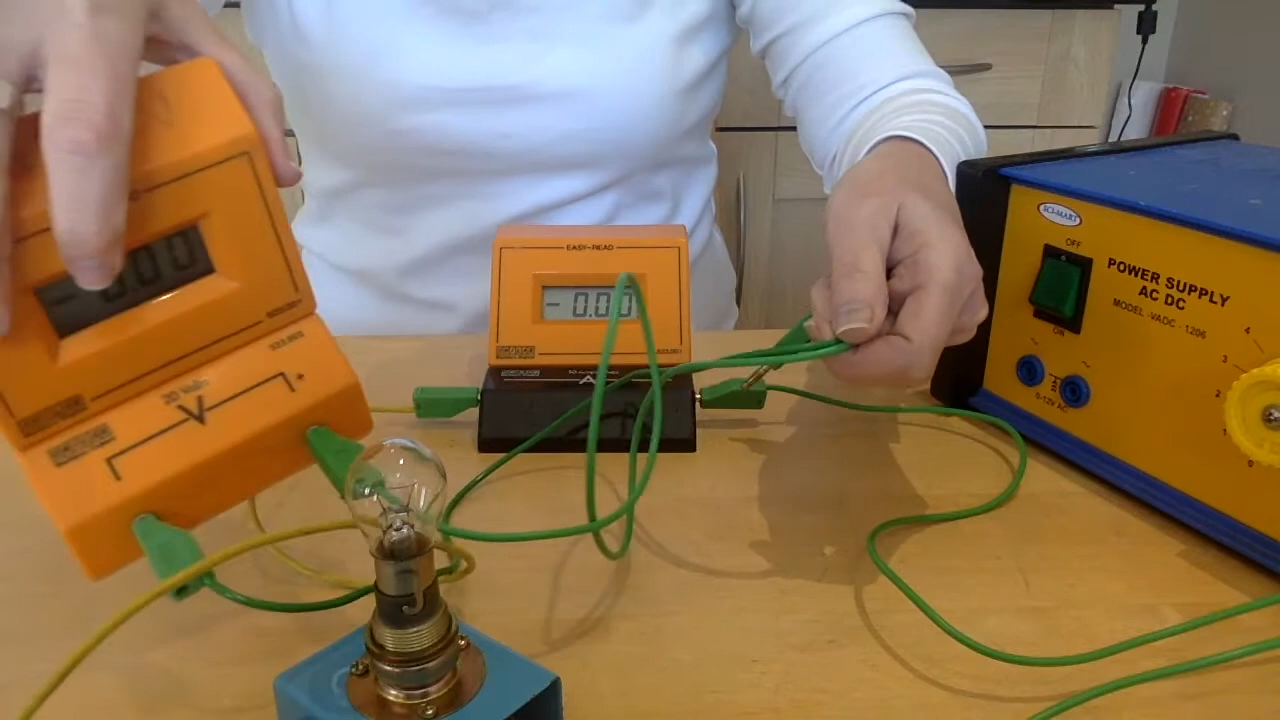 - 0.00
20 Volts
V
+
EASY-READ
- 0.00
A
SCI-MART
OFF
POWER SUPPLY
AC DC
MODEL -VADC - 1206
ON
~ ~
0-12V AC
4
3
2
1
0